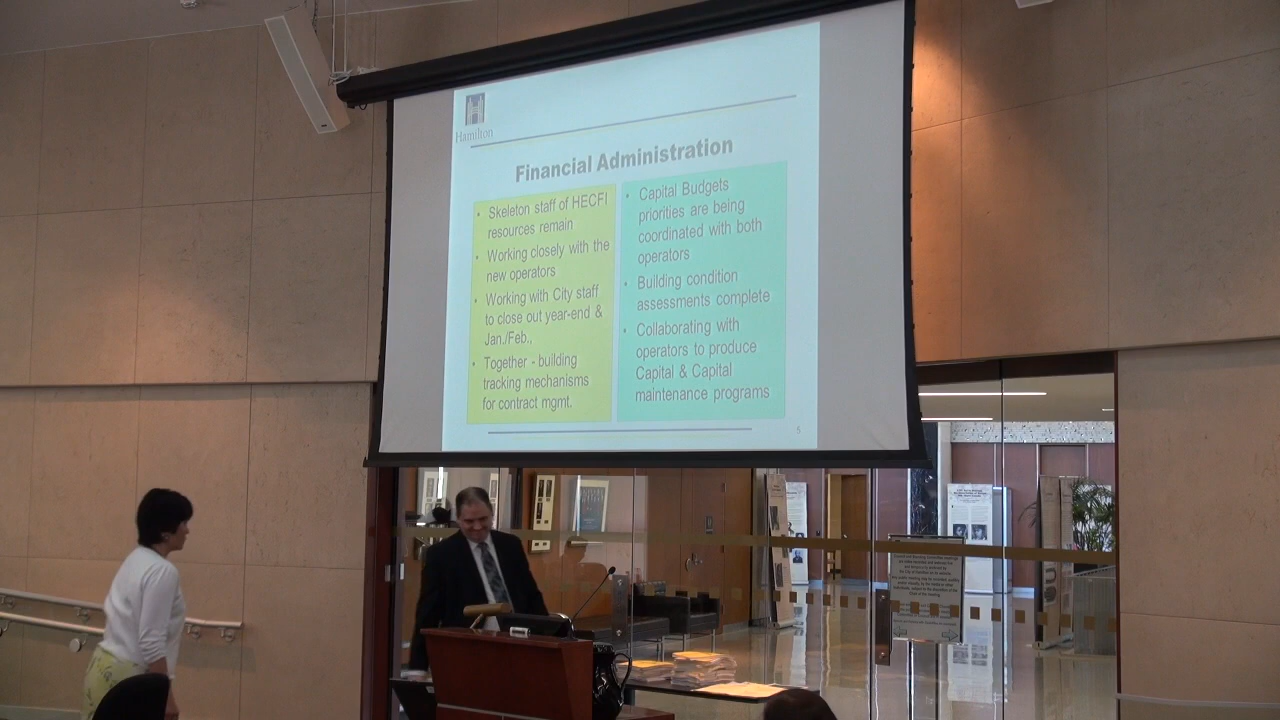 Hamilton
Financial Administration
• Skeleton staff of HECFI
resources remain
• Working closely with the
new operators
• Working with City staff
to close out year-end &
Jan./Feb.,
• Together - building
tracking mechanisms
for contract mgmt.
• Capital Budgets
priorities are being
coordinated with both
operators
• Building condition
assessments complete
• Collaborating with
operators to produce
Capital & Capital
maintenance programs
5